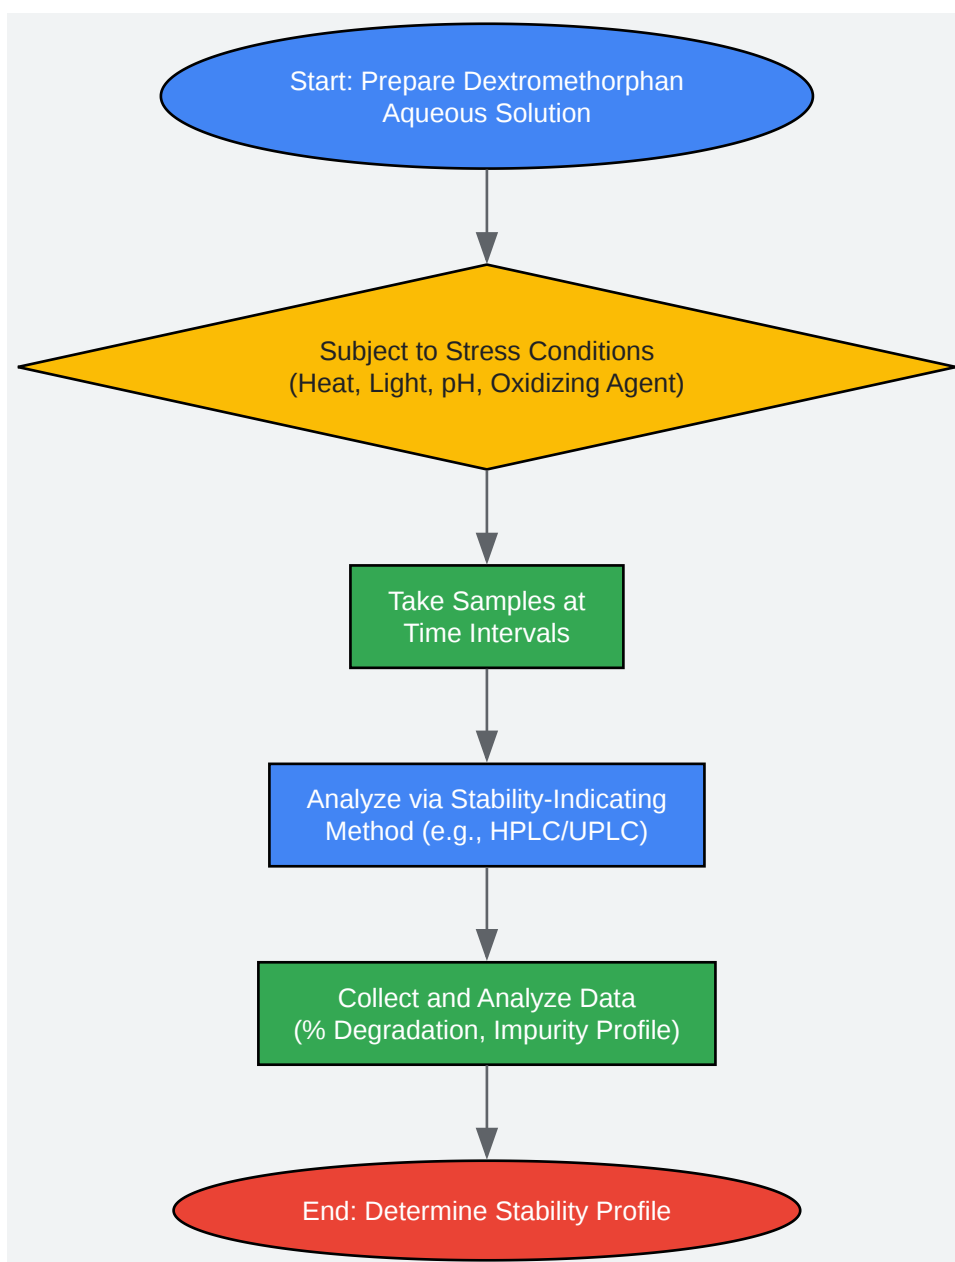 Start: Prepare Dextromethorphan
Aqueous Solution
Subject to Stress Conditions
(Heat, Light, pH, Oxidizing Agent)
Take Samples at
Time Intervals
Analyze via Stability-Indicating
Method (e.g., HPLC/UPLC)
Collect and Analyze Data
(% Degradation, Impurity Profile)
End: Determine Stability Profile